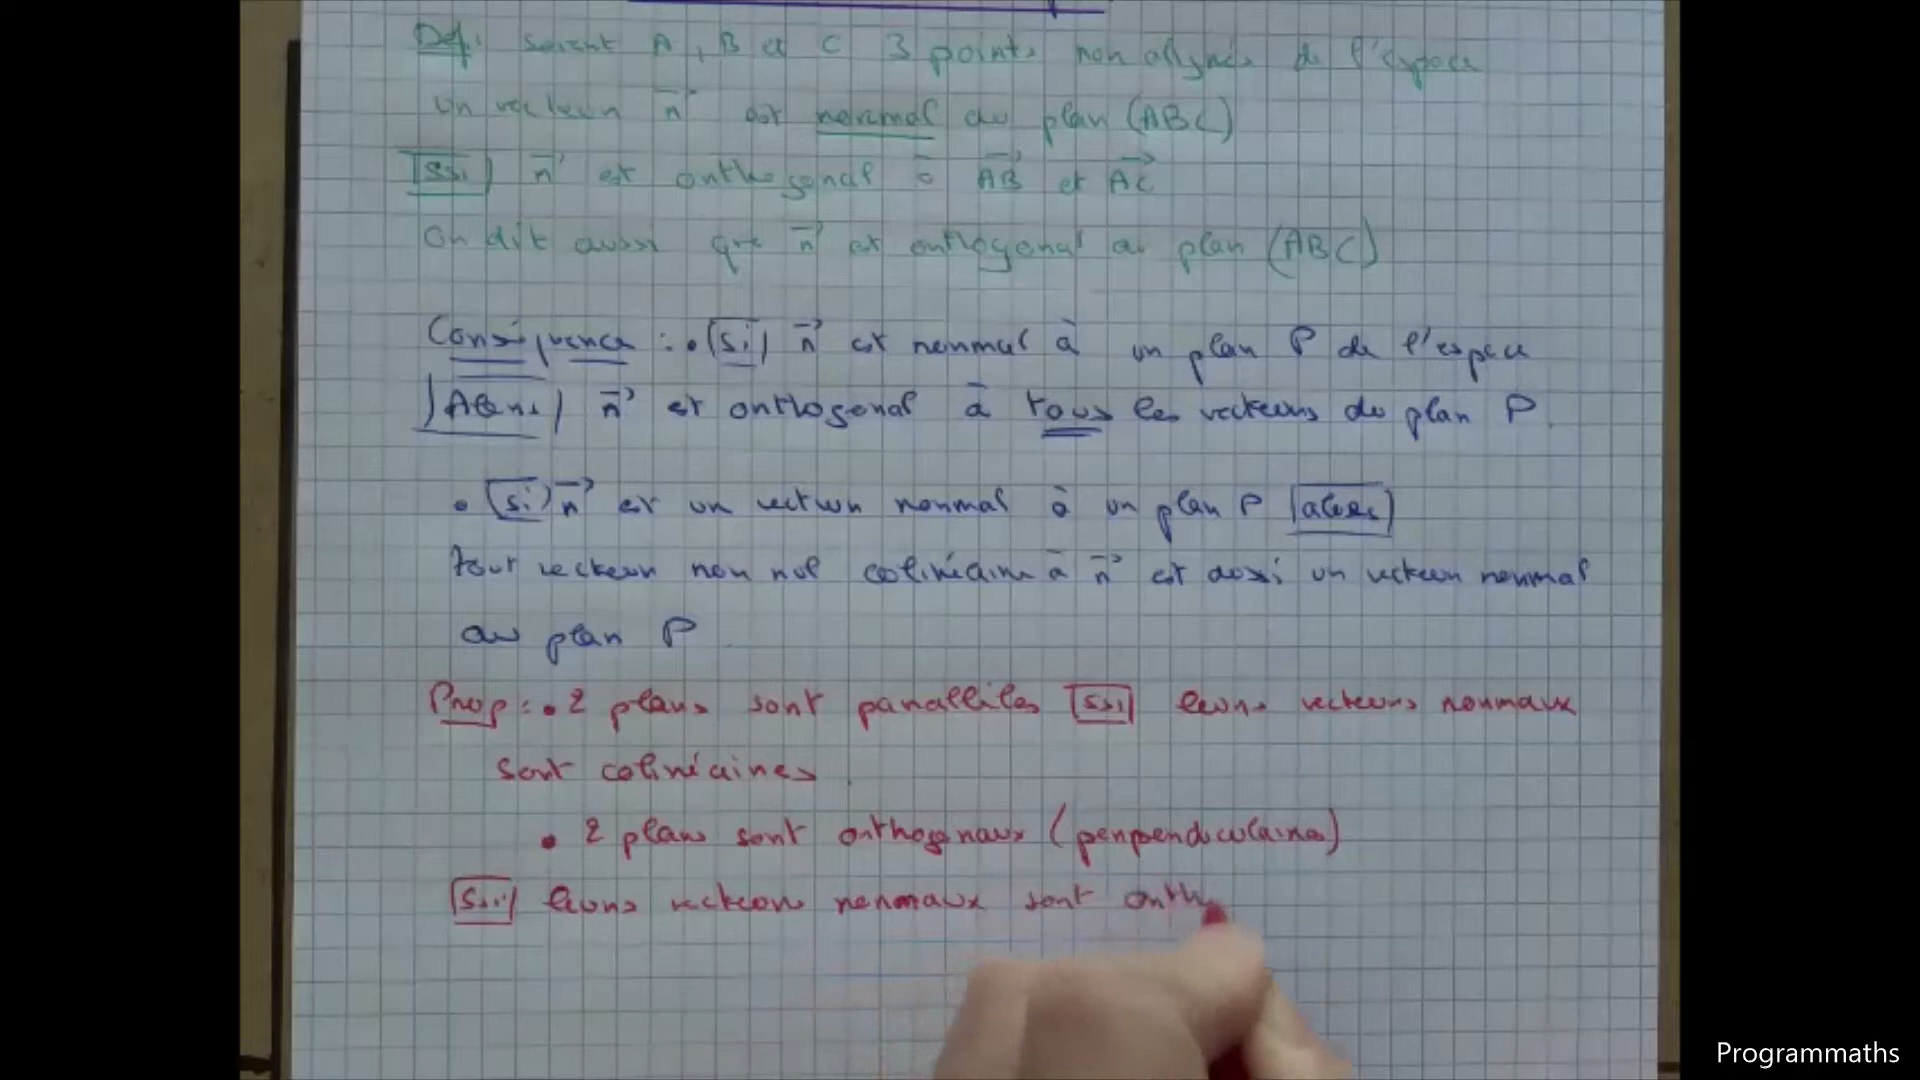 Def: soient A, B et C 3 points non alignés de l'espace
Un vecteur n⃗ est normal au plan (ABC)
ssi n⃗ est orthogonal à AB⃗ et AC⃗
On dit aussi que n⃗ est orthogonal au plan (ABC)
Conséquence : • si n⃗ est normal à un plan P de l'espace
Alors n⃗ est orthogonal à tous les vecteurs du plan P.
• si n⃗ est un vecteur normal à un plan P alors
tout vecteur non nul colinéaire à n⃗ est aussi un vecteur normal
au plan P.
Prop : • 2 plans sont parallèles ssi leurs vecteurs normaux
sont colinéaires.
• 2 plans sont orthogonaux (perpendiculaires)
ssi leurs vecteurs normaux sont orth
Programmaths